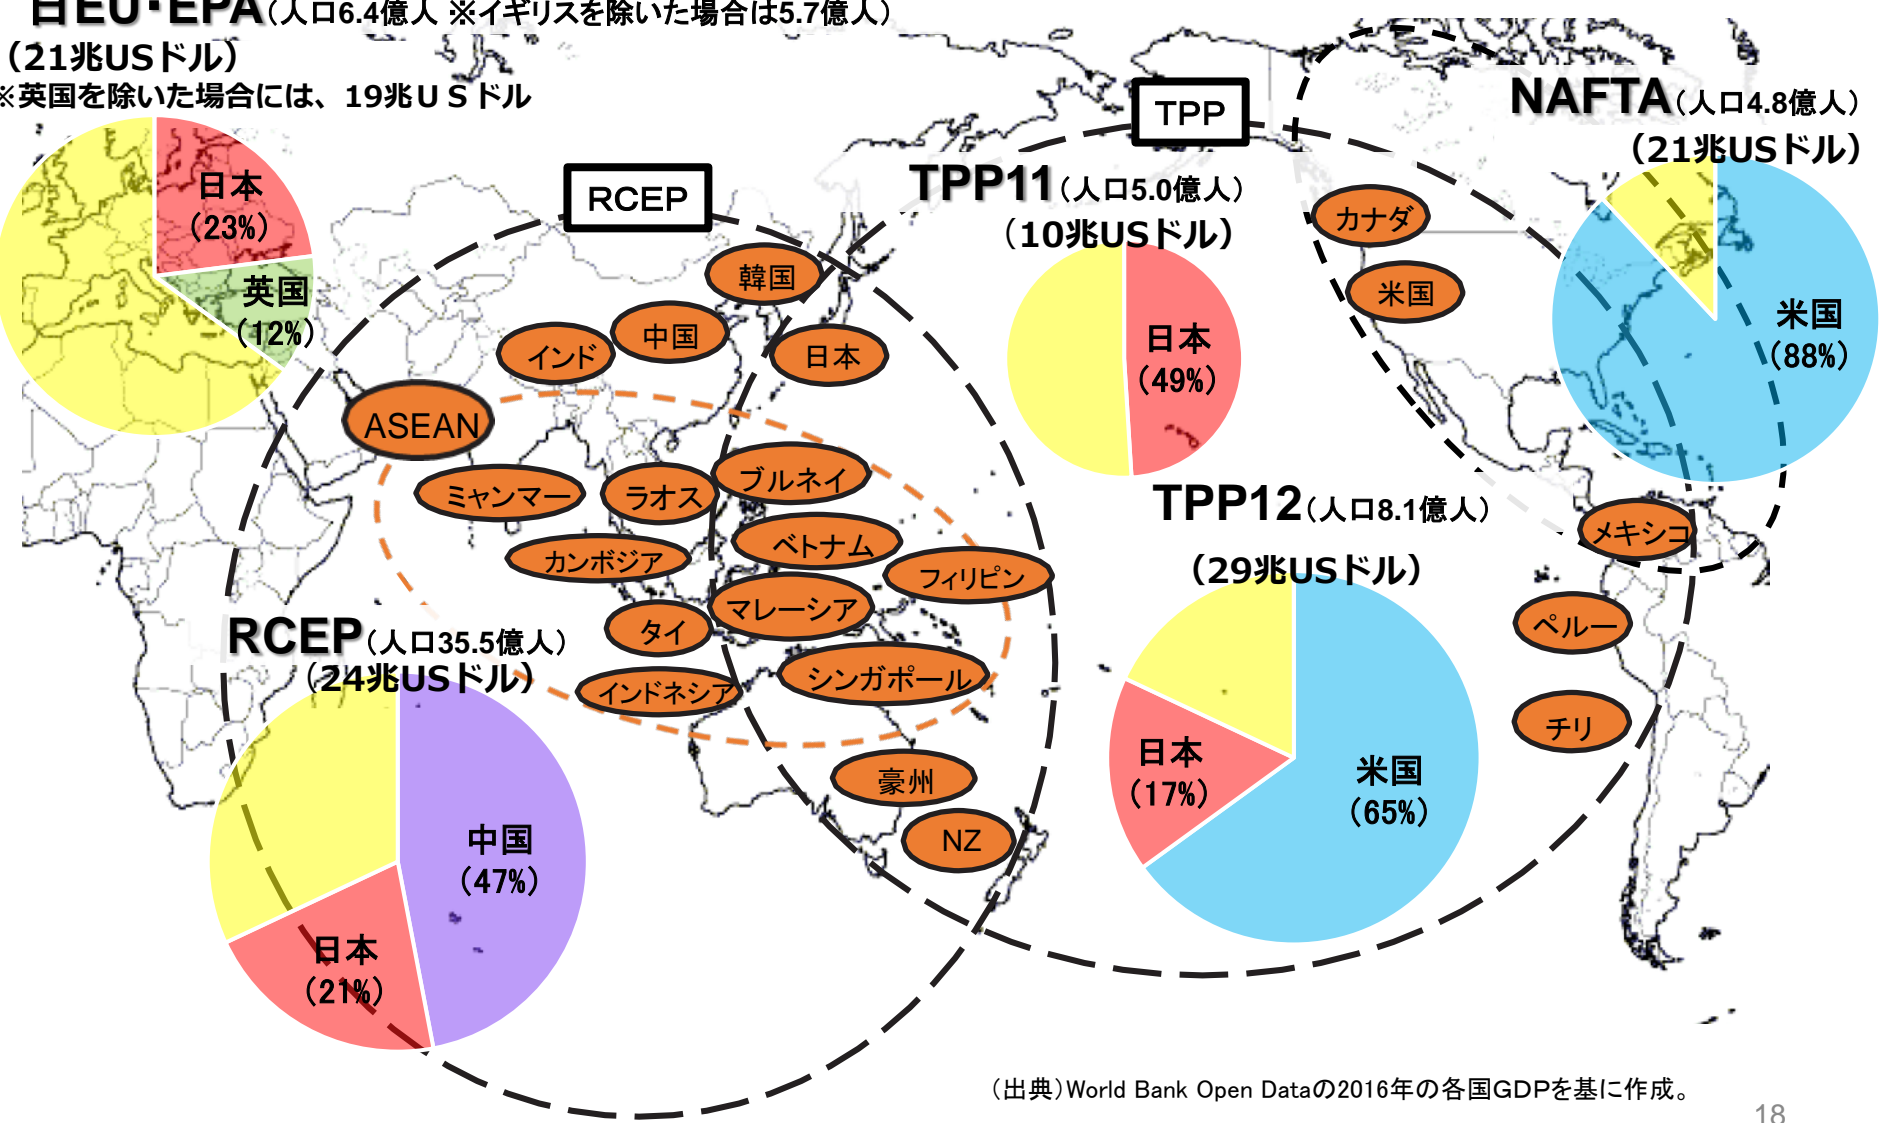 日EU・EPA(人口6.4億人 ※イギリスを除いた場合は5.7億人)
(21兆USドル)
※英国を除いた場合には、19兆USドル
日本
(23%)
英国
(12%)
RCEP
TPP
TPP11(人口5.0億人)
(10兆USドル)
日本
(49%)
NAFTA(人口4.8億人)
(21兆USドル)
米国
(88%)
カナダ
米国
韓国
中国
インド
日本
ASEAN
ミャンマー
ラオス
ブルネイ
カンボジア
ベトナム
フィリピン
タイ
マレーシア
インドネシア
シンガポール
豪州
NZ
メキシコ
ペルー
チリ
TPP12(人口8.1億人)
(29兆USドル)
日本
(17%)
米国
(65%)
RCEP(人口35.5億人)
(24兆USドル)
中国
(47%)
日本
(21%)
(出典)World Bank Open Dataの2016年の各国GDPを基に作成。
18